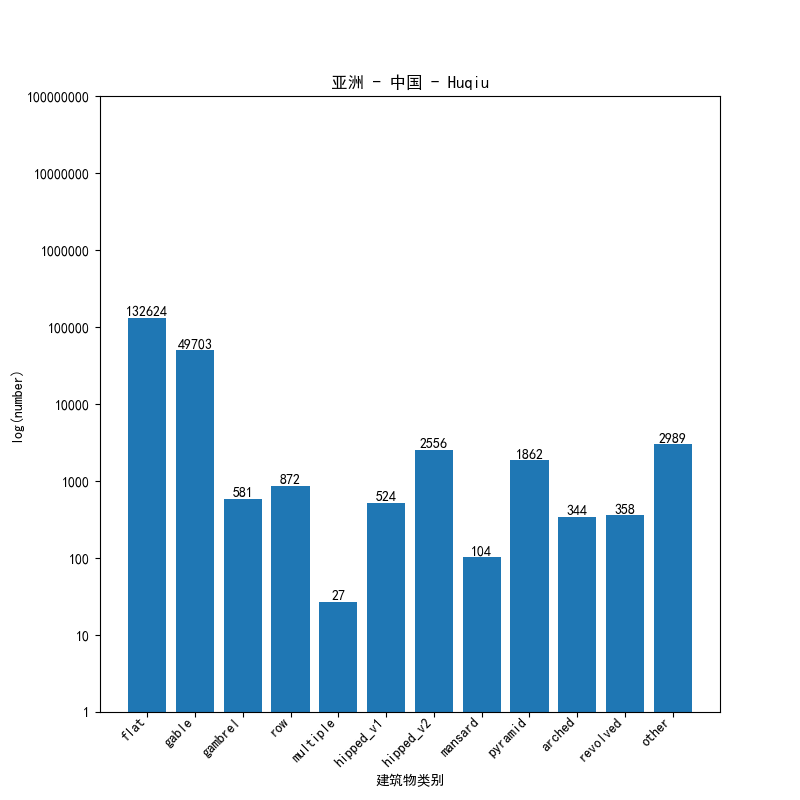 亚洲 - 中国 - Huqiu
100000000
10000000
1000000
100000
10000
1000
100
10
1
log(number)
132624
49703
581
872
27
524
2556
104
1862
344
358
2989
flat
gable
gambrel
row
multiple
hipped_v1
hipped_v2
mansard
pyramid
arched
revolved
other
建筑物类别